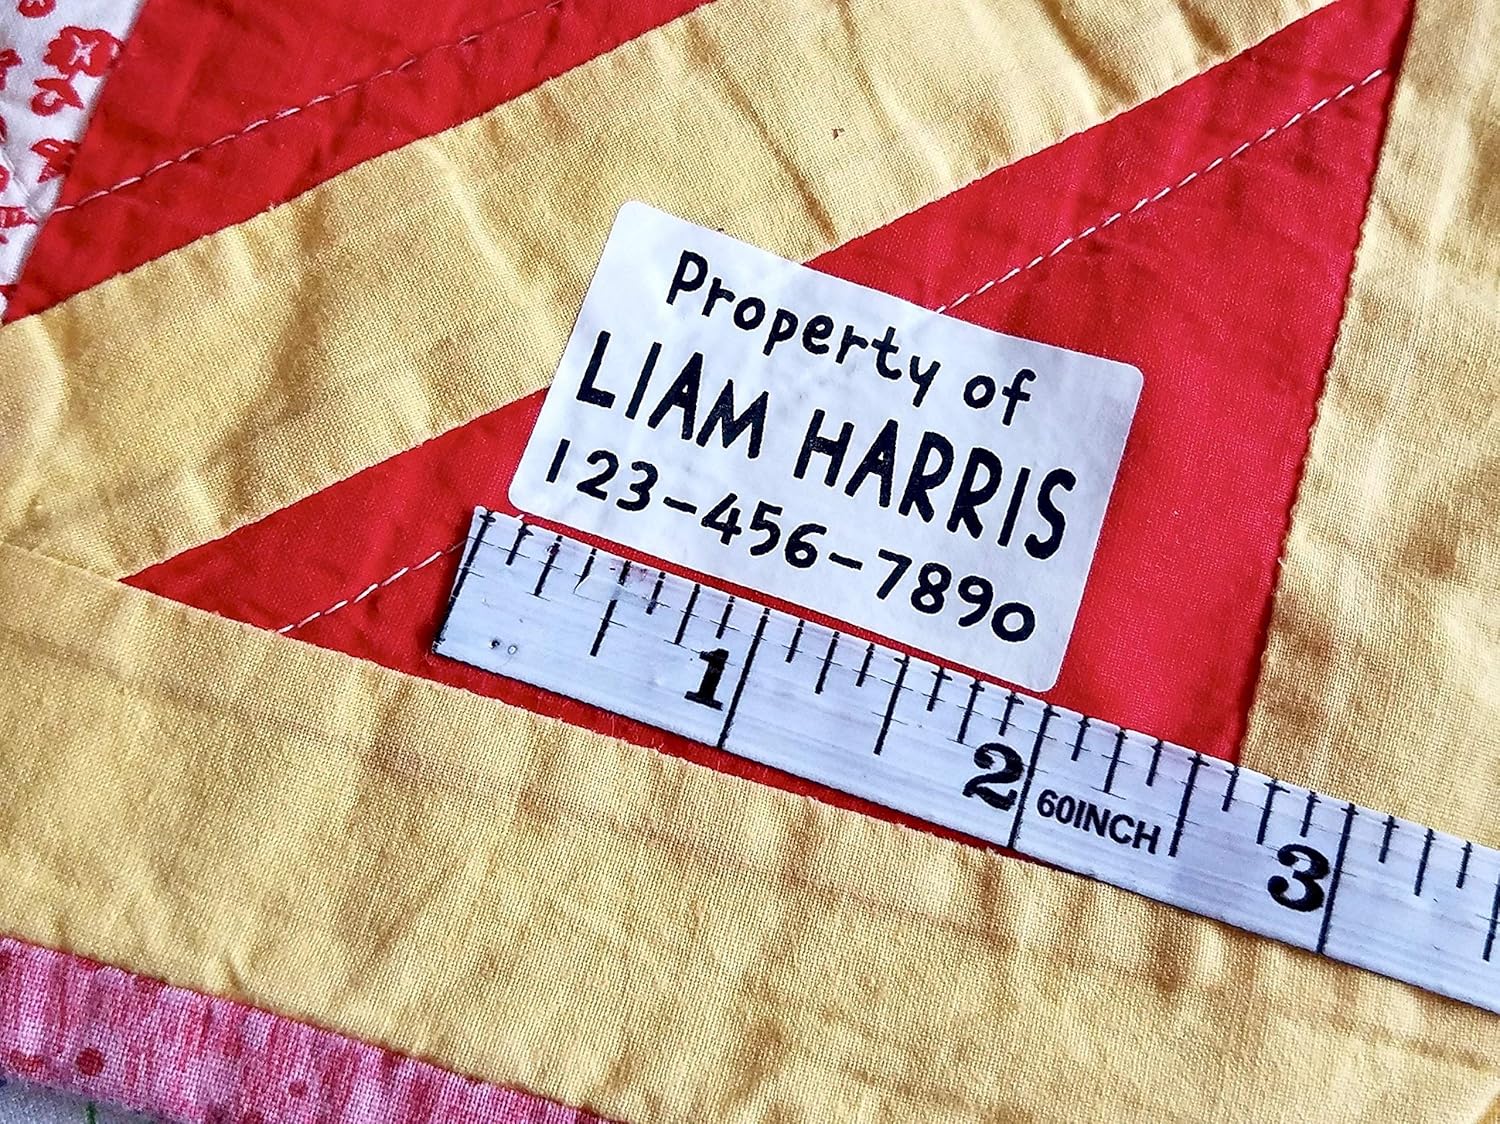 Property of
LIAM HARRIS
123-456-7890
1
2
60INCH
3